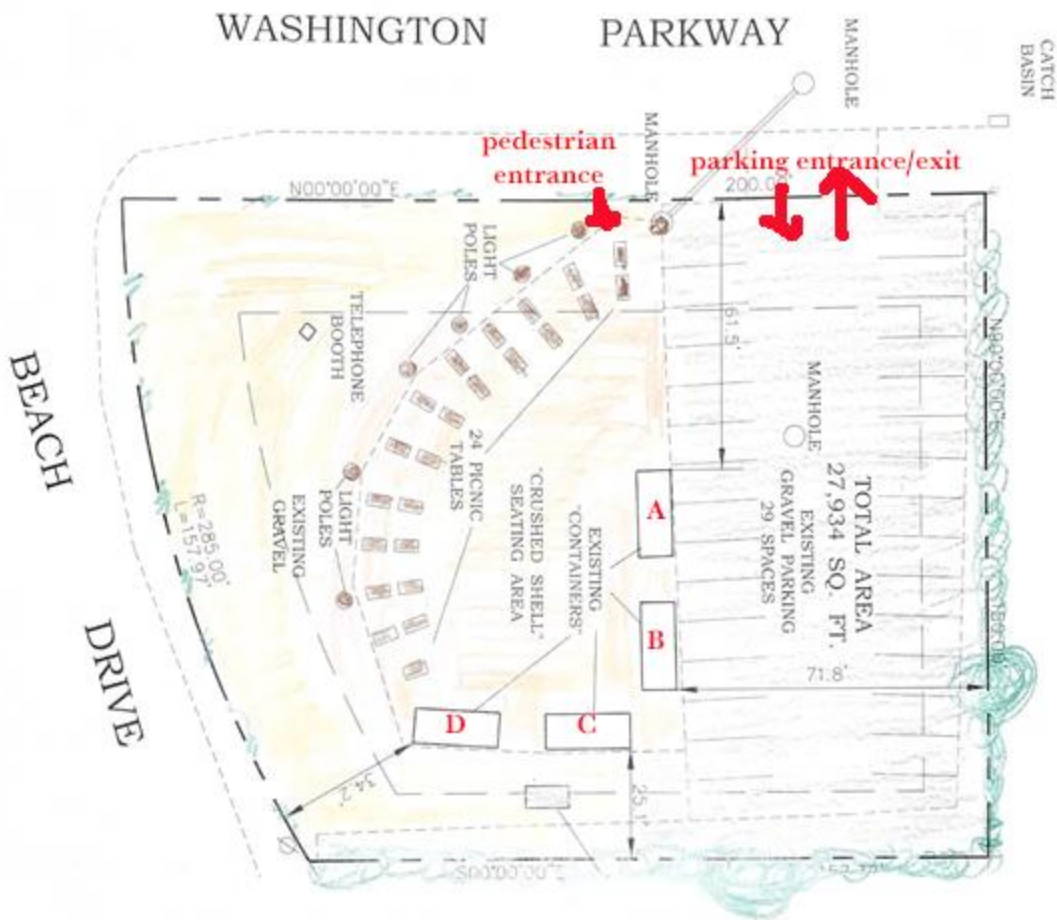 WASHINGTON PARKWAY
MANHOLE
CATCH
BASIN
pedestrian
entrance
MANHOLE
parking entrance/exit
LIGHT
POLES
61.5'
TELEPHONE
BOOTH
MANHOLE
BEACH
DRIVE
24 PICNIC
TABLES
"CRUSHED SHELL"
SEATING AREA
EXISTING
"CONTAINERS"
TOTAL AREA
27,934 SQ. FT.
EXISTING
GRAVEL PARKING
29 SPACES
A
B
71.8'
LIGHT
POLES
EXISTING
GRAVEL
R=285.00'
L=157.97'
D
C
34.2'
25.1'